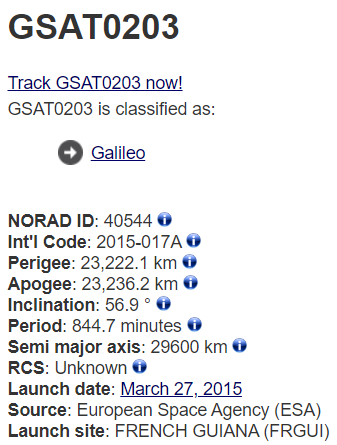 GSAT0203
Track GSAT0203 now!
GSAT0203 is classified as:
Galileo
NORAD ID: 40544
Int'l Code: 2015-017A
Perigee: 23,222.1 km
Apogee: 23,236.2 km
Inclination: 56.9 °
Period: 844.7 minutes
Semi major axis: 29600 km
RCS: Unknown
Launch date: March 27, 2015
Source: European Space Agency (ESA)
Launch site: FRENCH GUIANA (FRGUI)